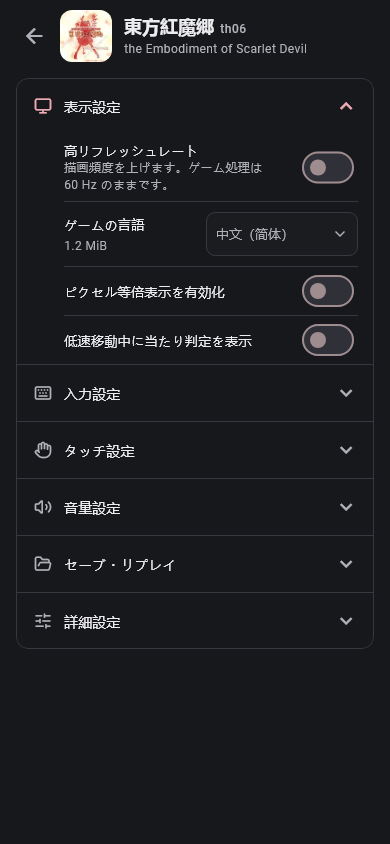 東方紅魔郷 th06
the Embodiment of Scarlet Devil
表示設定
高リフレッシュレート
描画頻度を上げます。ゲーム処理は
60 Hz のままです。
ゲームの言語
1.2 MiB
中文（简体）
ピクセル等倍表示を有効化
低速移動中に当たり判定を表示
入力設定
タッチ設定
音量設定
セーブ・リプレイ
詳細設定